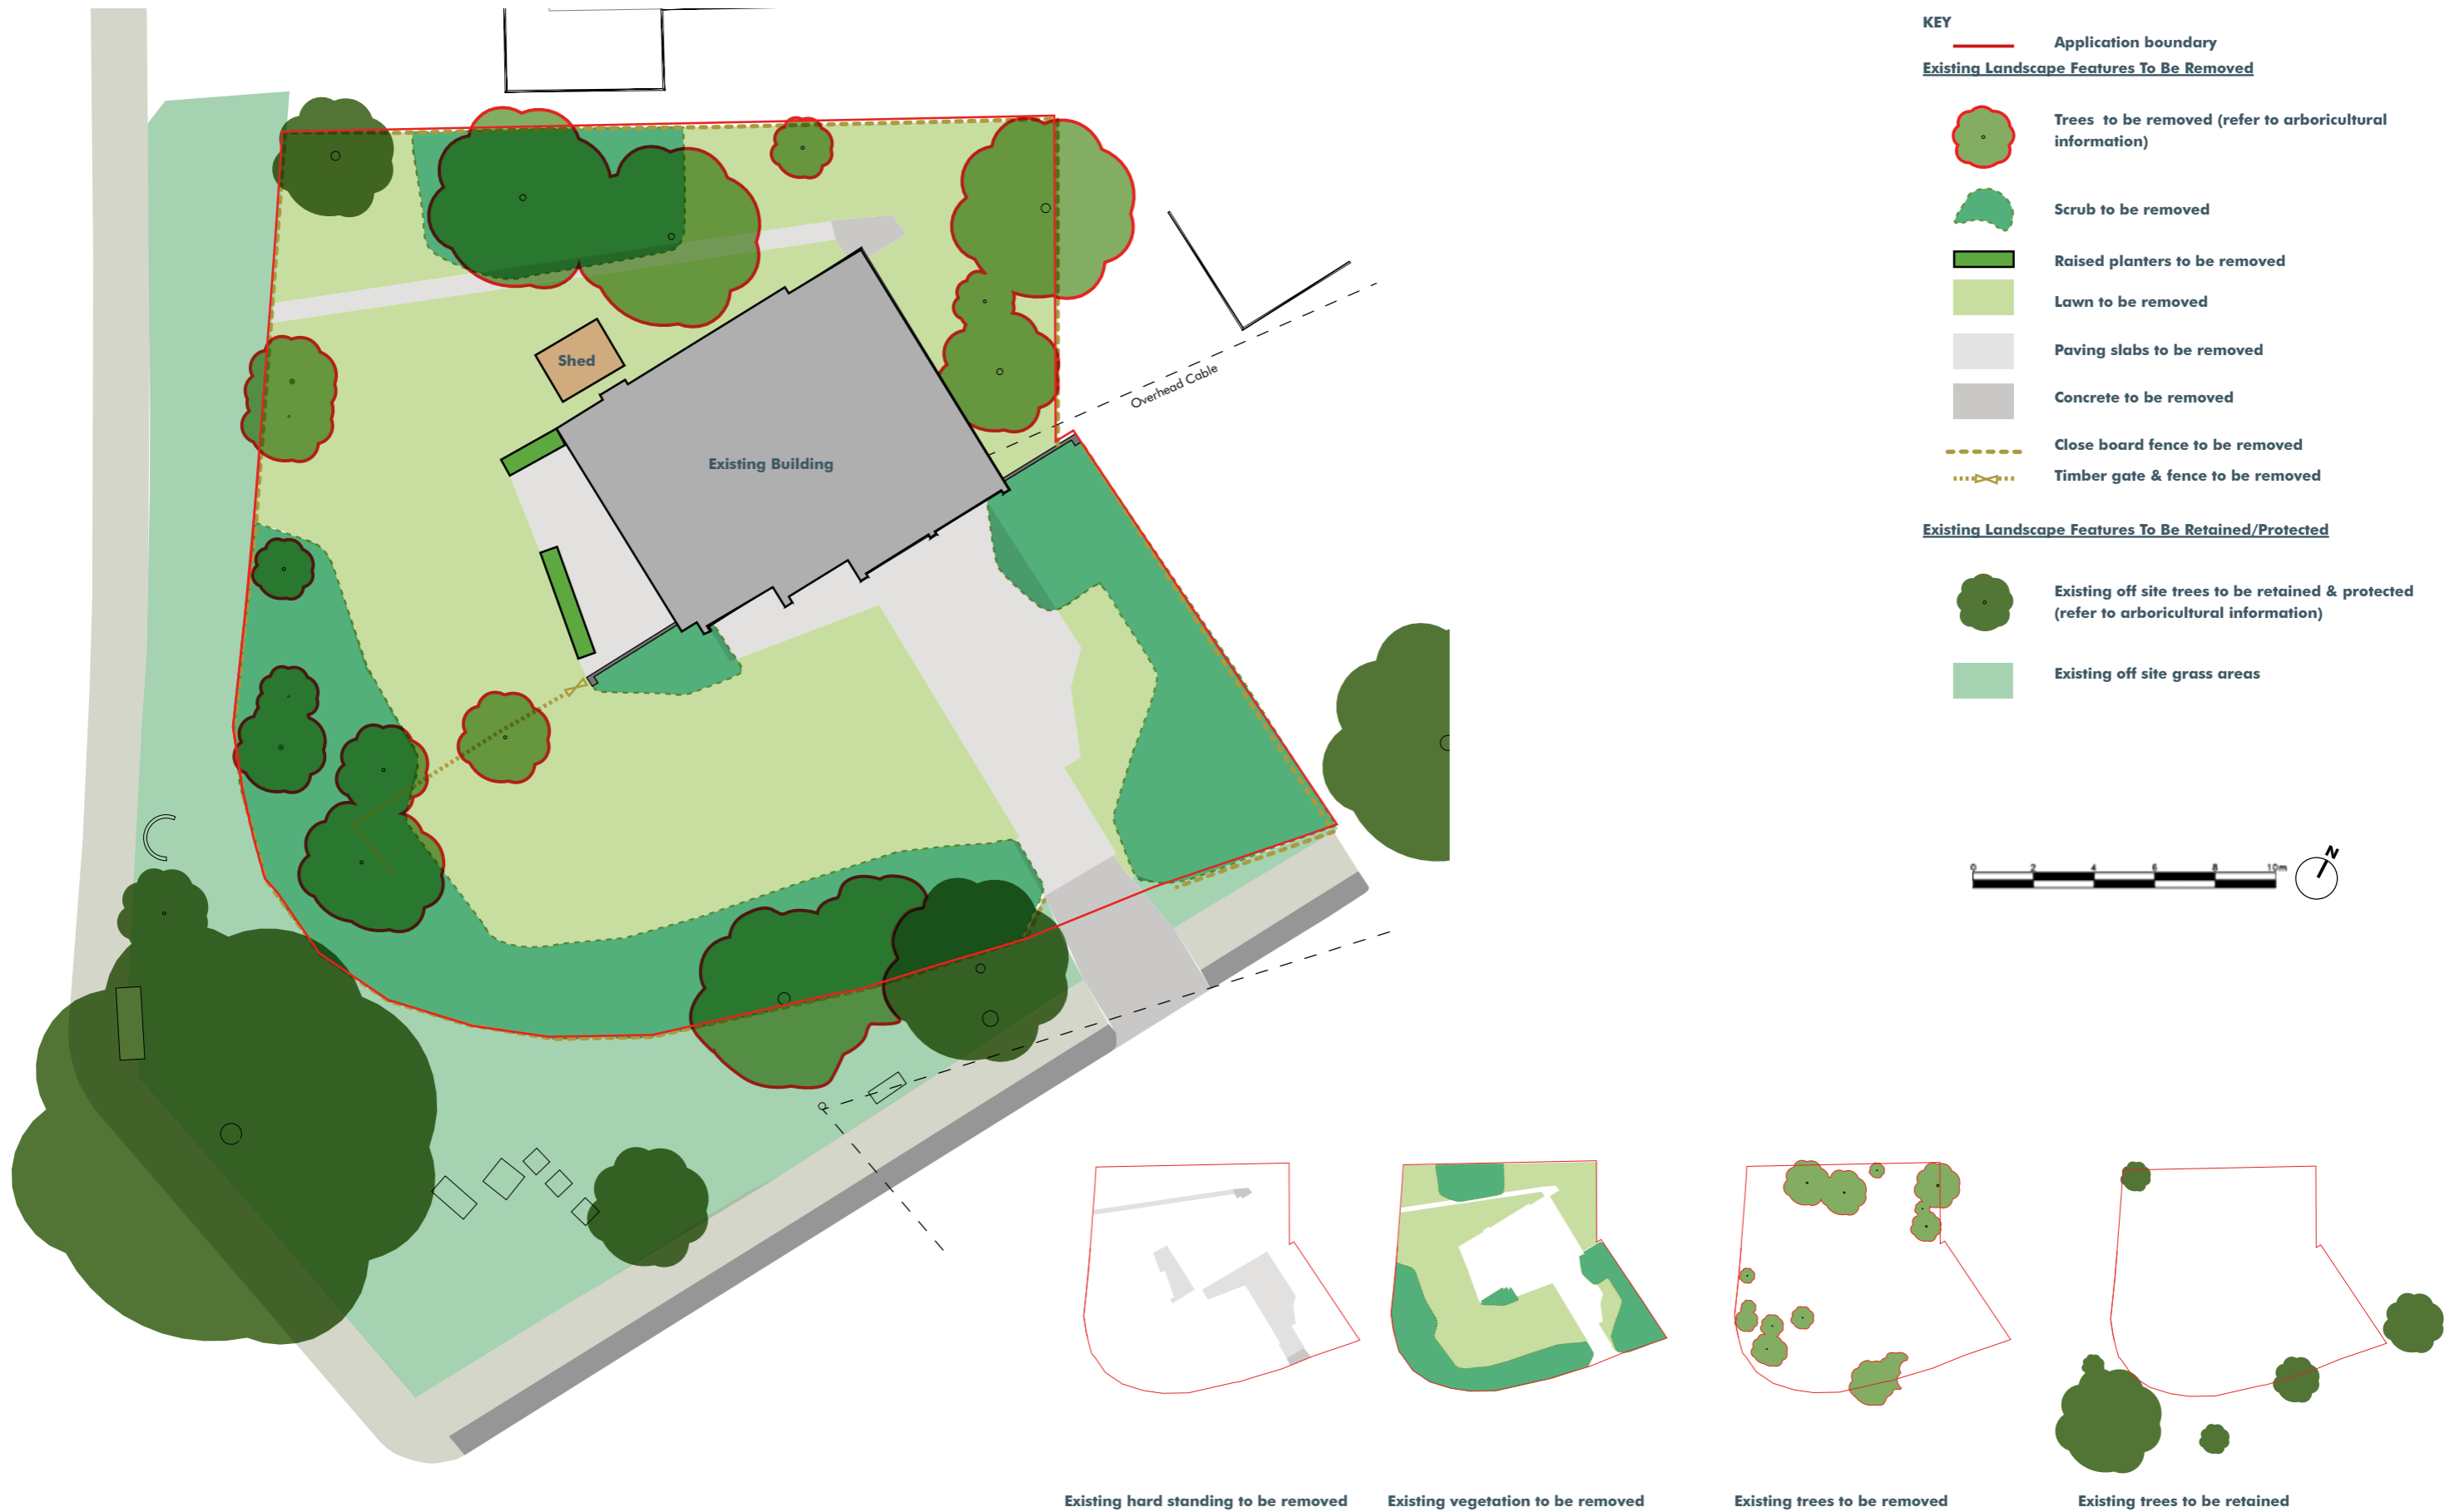 KEY
Application boundary
Existing Landscape Features To Be Removed
Trees to be removed (refer to arboricultural
information)
Scrub to be removed
Raised planters to be removed
Lawn to be removed
Paving slabs to be removed
Concrete to be removed
Close board fence to be removed
Timber gate & fence to be removed
Existing Landscape Features To Be Retained/Protected
Existing off site trees to be retained & protected
(refer to arboricultural information)
Existing off site grass areas
Shed
Existing Building
Overhead Cable
0 2 4 6 8 10m
N
Existing hard standing to be removed
Existing vegetation to be removed
Existing trees to be removed
Existing trees to be retained